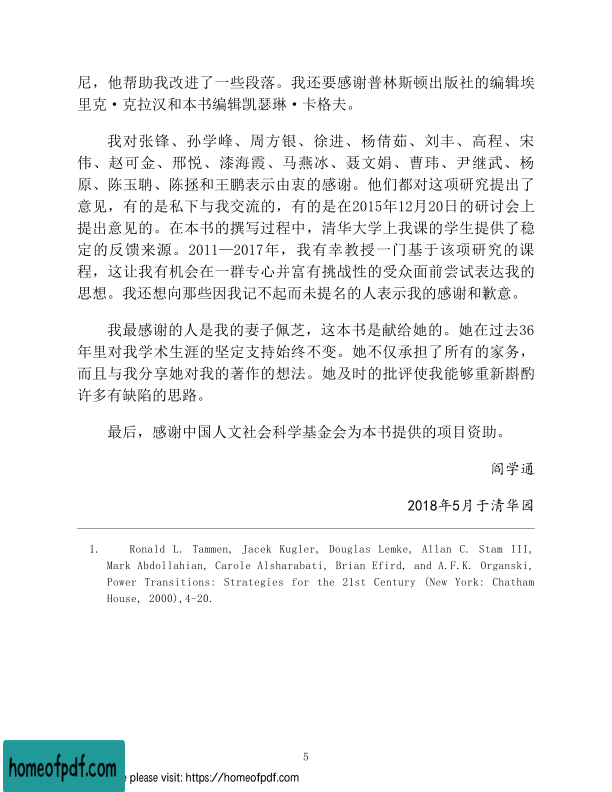 尼，他帮助我改进了一些段落。我还要感谢普林斯顿出版社的编辑埃
里克·克拉汉和本书编辑凯瑟琳·卡格夫。
我对张锋、孙学峰、周方银、徐进、杨倩茹、刘丰、高程、宋
伟、赵可金、邢悦、漆海霞、马燕冰、聂文娟、曹玮、尹继武、杨
原、陈玉聃、陈拯和王鹏表示由衷的感谢。他们都对这项研究提出了
意见，有的是私下与我交流的，有的是在2015年12月20日的研讨会上
提出意见的。在本书的撰写过程中，清华大学上我课的学生提供了稳
定的反馈来源。2011—2017年，我有幸教授一门基于该项研究的课
程，这让我有机会在一群专心并富有挑战性的受众面前尝试表达我的
思想。我还想向那些因我记不起而未提名的人表示我的感谢和歉意。
我最感谢的人是我的妻子佩芝，这本书是献给她的。她在过去36
年里对我学术生涯的坚定支持始终不变。她不仅承担了所有的家务，
而且与我分享她对我的著作的想法。她及时的批评使我能够重新斟酌
许多有缺陷的思路。
最后，感谢中国人文社会科学基金会为本书提供的项目资助。
阎学通
2018年5月于清华园
1. Ronald L. Tammen, Jacek Kugler, Douglas Lemke, Allan C. Stam III,
Mark Abdollahian, Carole Alsharabati, Brian Efird, and A.F.K. Organski,
Power Transitions: Strategies for the 21st Century (New York: Chatham
House, 2000),4-20.
5
homeofpdf.com
please visit: https://homeofpdf.com